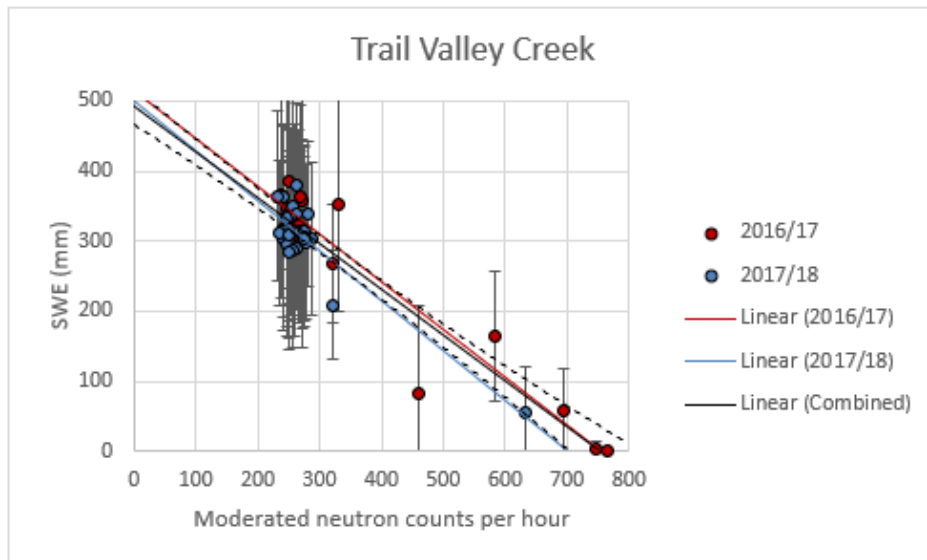 Trail Valley Creek
500
400
300
200
100
0
SWE (mm)
0 100 200 300 400 500 600 700 800
Moderated neutron counts per hour
2016/17
2017/18
Linear (2016/17)
Linear (2017/18)
Linear (Combined)